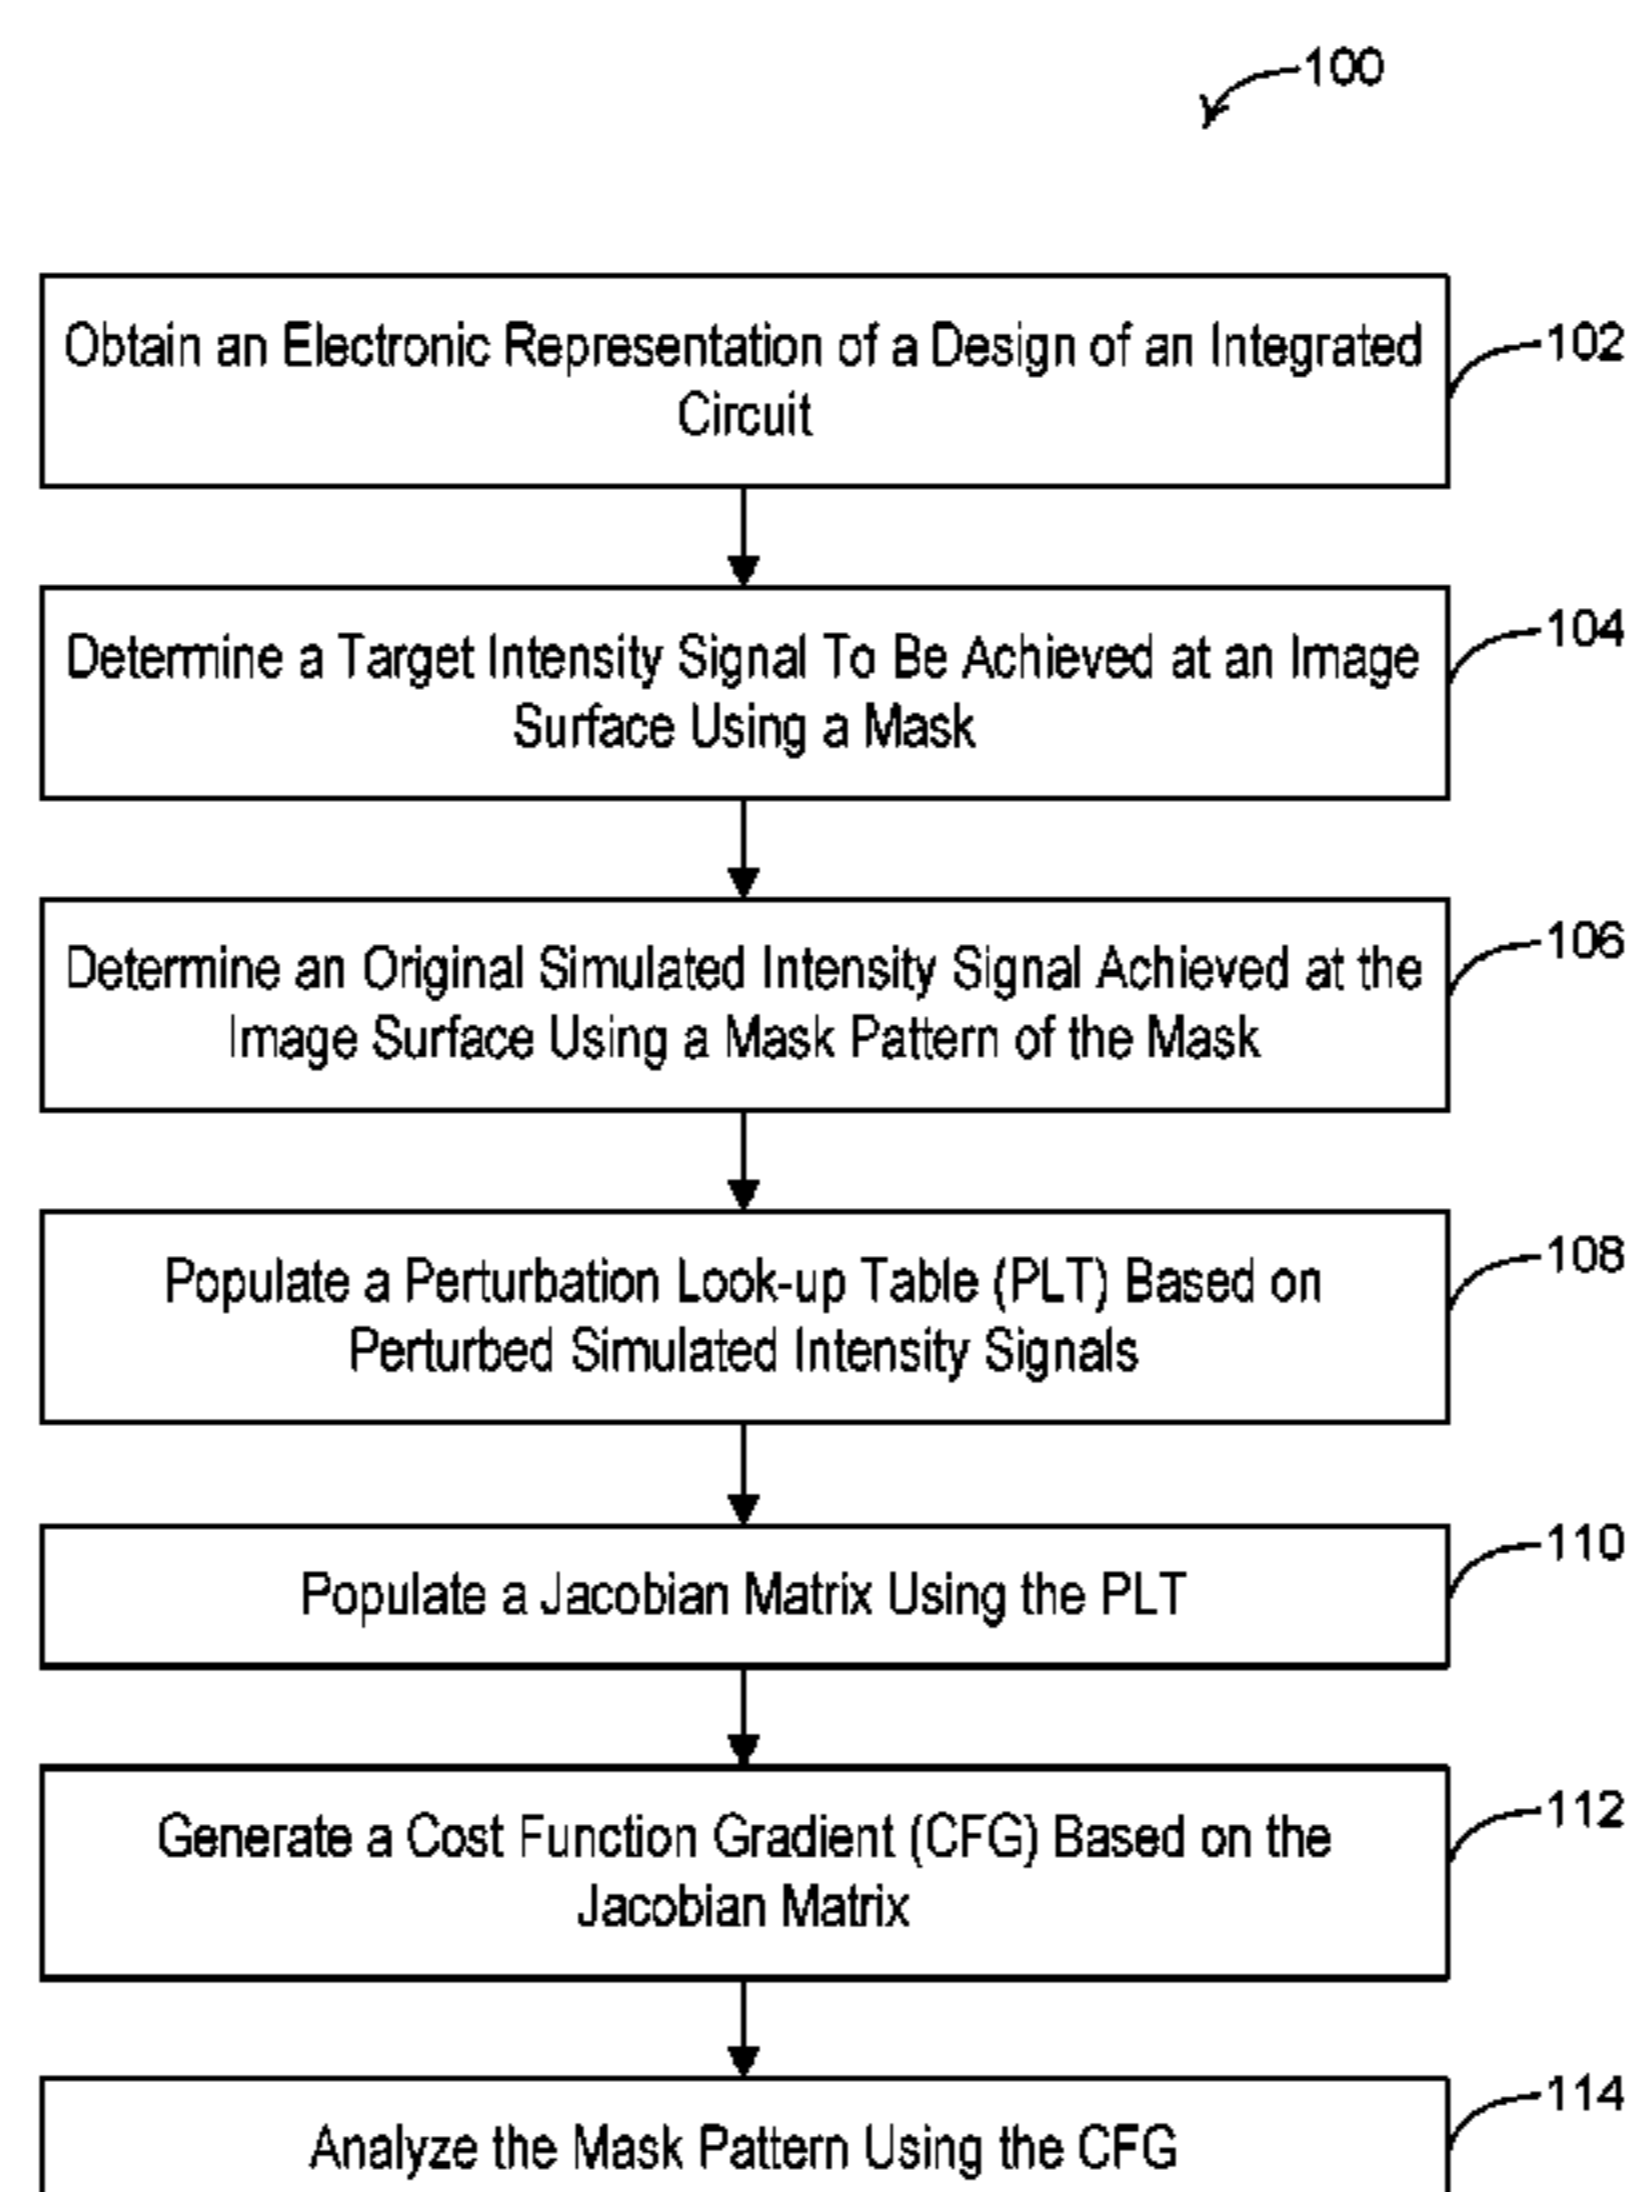 100
Obtain an Electronic Representation of a Design of an Integrated
Circuit
102
Determine a Target Intensity Signal To Be Achieved at an Image
Surface Using a Mask
104
Determine an Original Simulated Intensity Signal Achieved at the
Image Surface Using a Mask Pattern of the Mask
106
Populate a Perturbation Look-up Table (PLT) Based on
Perturbed Simulated Intensity Signals
108
Populate a Jacobian Matrix Using the PLT
110
Generate a Cost Function Gradient (CFG) Based on the
Jacobian Matrix
112
Analyze the Mask Pattern Using the CFG
114